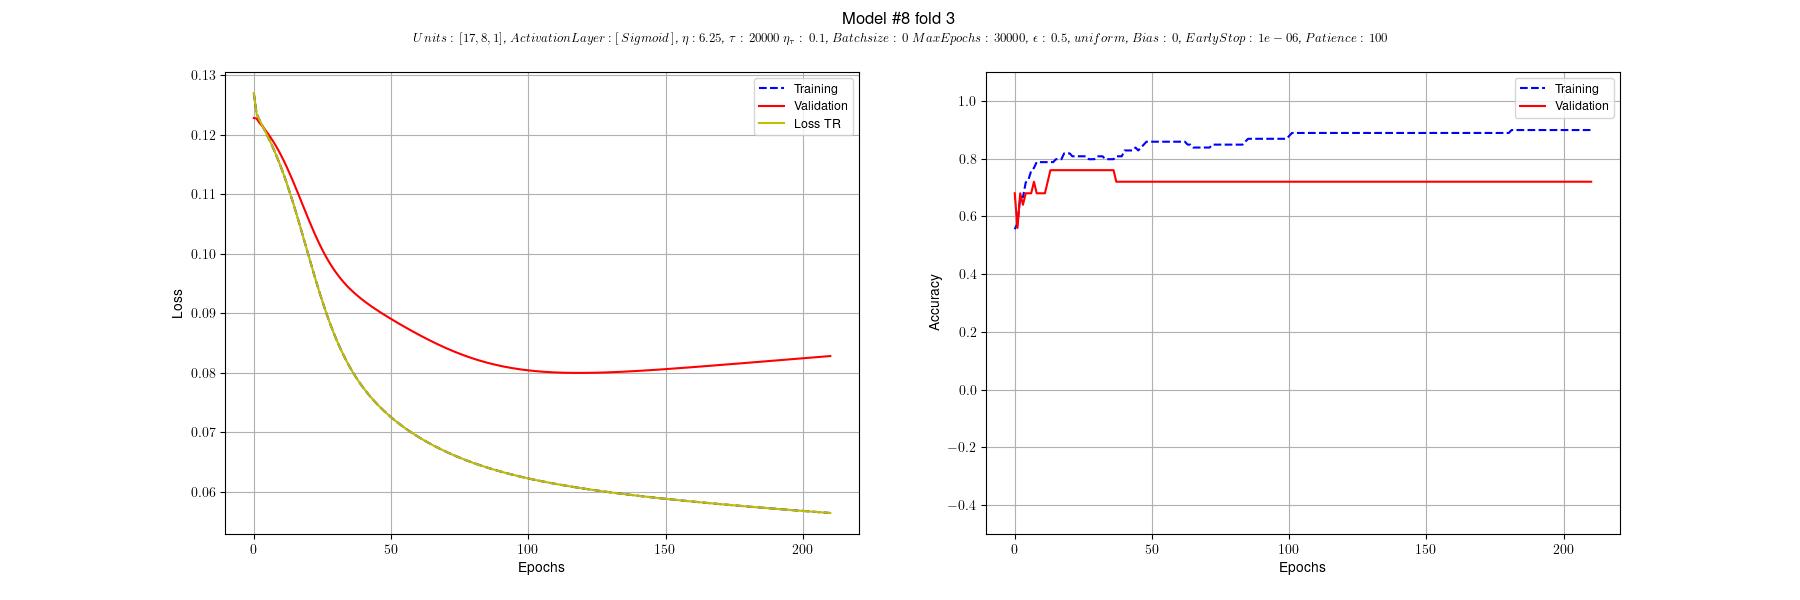 Model #8 fold 3
Units : [17, 8, 1], ActivationLayer : [ Sigmoid ], η : 6.25, τ : 20000 ητ : 0.1, Batchsize : 0 MaxEpochs : 30000, ϵ : 0.5, uniform, Bias : 0, EarlyStop : 1e − 06, Patience : 100
0.13
0.12
0.11
0.10
0.09
0.08
0.07
0.06
Loss
0 50 100 150 200
Epochs
Training
Validation
Loss TR
1.0
0.8
0.6
0.4
0.2
0.0
−0.2
−0.4
Accuracy
0 50 100 150 200
Epochs
Training
Validation